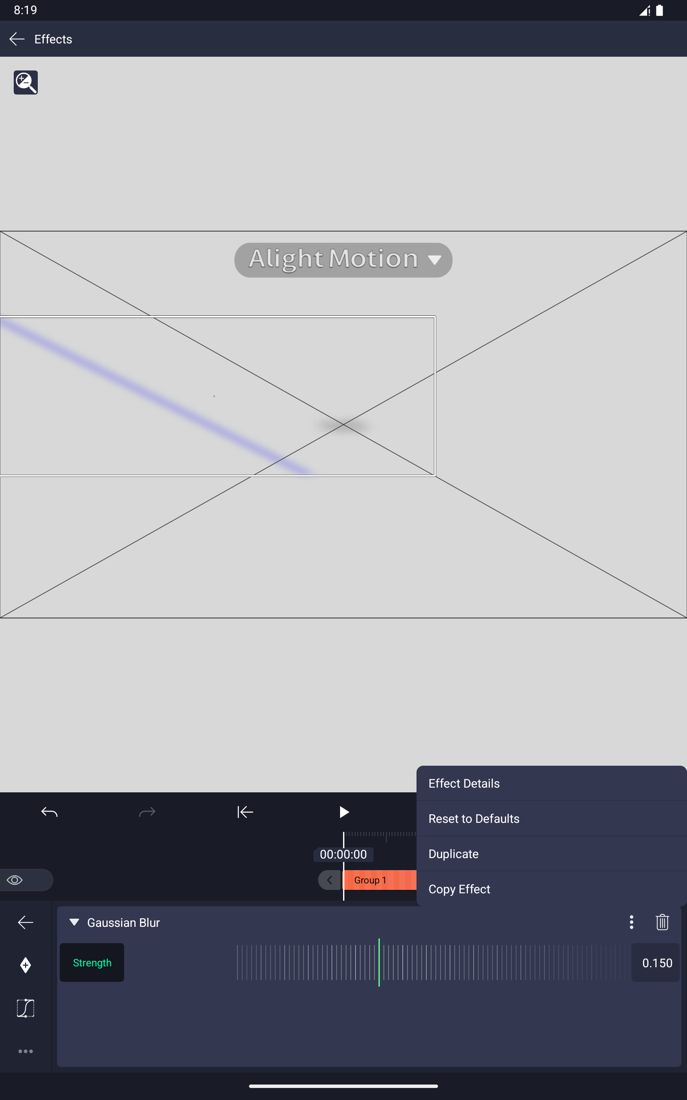 8:19
Effects
Alight Motion
Effect Details
Reset to Defaults
Duplicate
Copy Effect
00:00:00
Group 1
Gaussian Blur
Strength
0.150